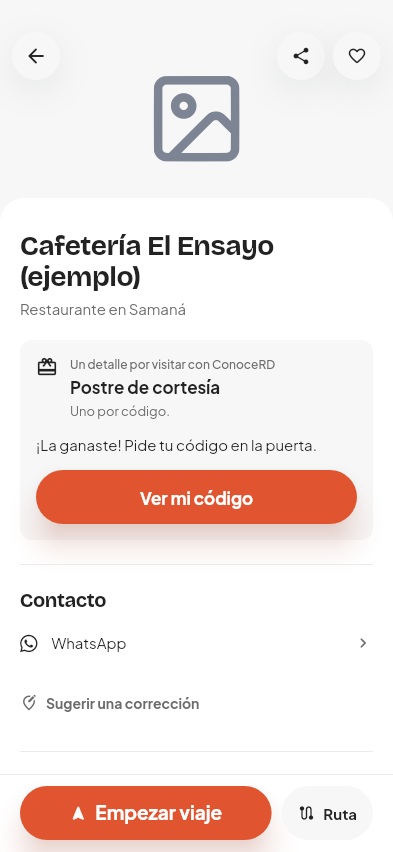 Cafetería El Ensayo
(ejemplo)
Restaurante en Samaná
Un detalle por visitar con ConoceRD
Postre de cortesía
Uno por código.
¡La ganaste! Pide tu código en la puerta.
Ver mi código
Contacto
WhatsApp
Sugerir una corrección
Empezar viaje
Ruta